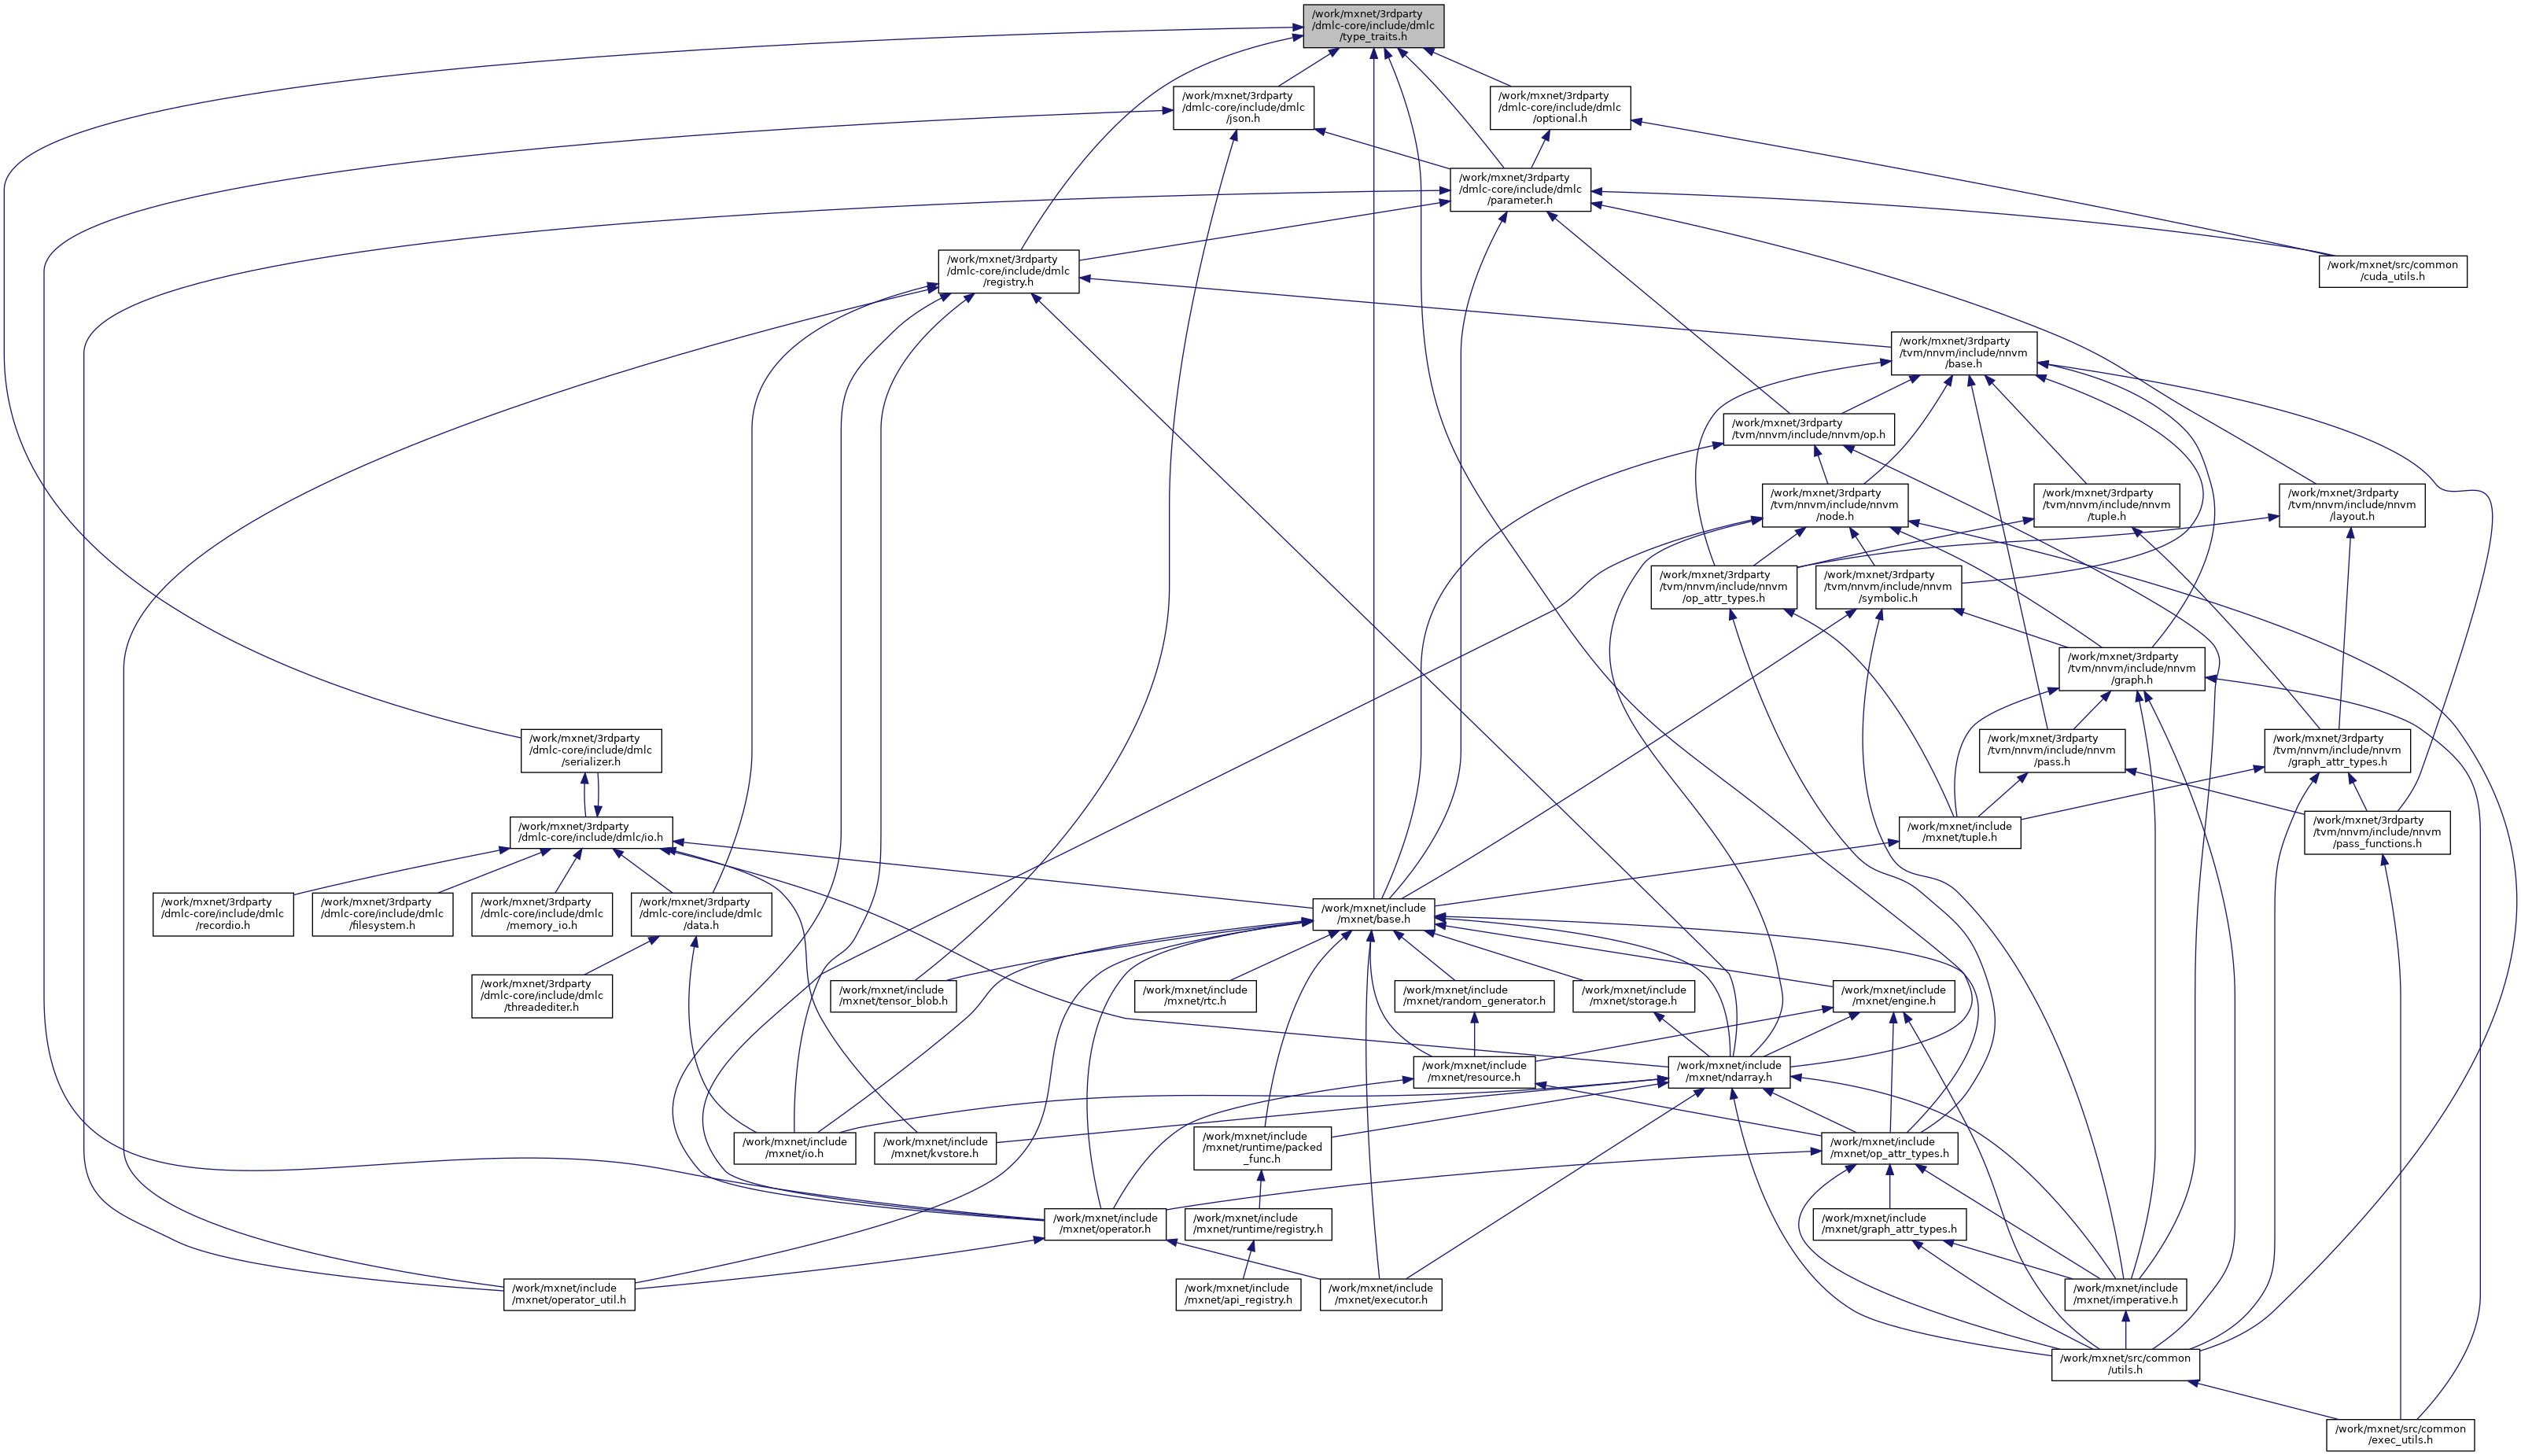 /work/mxnet/3rdparty
/dmlc-core/include/dmlc
/type_traits.h
/work/mxnet/3rdparty
/dmlc-core/include/dmlc
/json.h
/work/mxnet/3rdparty
/dmlc-core/include/dmlc
/optional.h
/work/mxnet/3rdparty
/dmlc-core/include/dmlc
/parameter.h
/work/mxnet/3rdparty
/dmlc-core/include/dmlc
/registry.h
/work/mxnet/src/common
/cuda_utils.h
/work/mxnet/3rdparty
/tvm/nnvm/include/nnvm
/base.h
/work/mxnet/3rdparty
/tvm/nnvm/include/nnvm/op.h
/work/mxnet/3rdparty
/tvm/nnvm/include/nnvm
/node.h
/work/mxnet/3rdparty
/tvm/nnvm/include/nnvm
/tuple.h
/work/mxnet/3rdparty
/tvm/nnvm/include/nnvm
/layout.h
/work/mxnet/3rdparty
/tvm/nnvm/include/nnvm
/op_attr_types.h
/work/mxnet/3rdparty
/tvm/nnvm/include/nnvm
/symbolic.h
/work/mxnet/3rdparty
/tvm/nnvm/include/nnvm
/graph.h
/work/mxnet/3rdparty
/dmlc-core/include/dmlc
/serializer.h
/work/mxnet/3rdparty
/tvm/nnvm/include/nnvm
/pass.h
/work/mxnet/3rdparty
/tvm/nnvm/include/nnvm
/graph_attr_types.h
/work/mxnet/3rdparty
/dmlc-core/include/dmlc/io.h
/work/mxnet/include
/mxnet/tuple.h
/work/mxnet/3rdparty
/tvm/nnvm/include/nnvm
/pass_functions.h
/work/mxnet/3rdparty
/dmlc-core/include/dmlc
/recordio.h
/work/mxnet/3rdparty
/dmlc-core/include/dmlc
/filesystem.h
/work/mxnet/3rdparty
/dmlc-core/include/dmlc
/memory_io.h
/work/mxnet/3rdparty
/dmlc-core/include/dmlc
/data.h
/work/mxnet/include
/mxnet/base.h
/work/mxnet/3rdparty
/dmlc-core/include/dmlc
/threadediter.h
/work/mxnet/include
/mxnet/tensor_blob.h
/work/mxnet/include
/mxnet/rtc.h
/work/mxnet/include
/mxnet/random_generator.h
/work/mxnet/include
/mxnet/storage.h
/work/mxnet/include
/mxnet/engine.h
/work/mxnet/include
/mxnet/resource.h
/work/mxnet/include
/mxnet/ndarray.h
/work/mxnet/include
/mxnet/io.h
/work/mxnet/include
/mxnet/kvstore.h
/work/mxnet/include
/mxnet/runtime/packed
_func.h
/work/mxnet/include
/mxnet/op_attr_types.h
/work/mxnet/include
/mxnet/operator.h
/work/mxnet/include
/mxnet/runtime/registry.h
/work/mxnet/include
/mxnet/graph_attr_types.h
/work/mxnet/include
/mxnet/operator_util.h
/work/mxnet/include
/mxnet/api_registry.h
/work/mxnet/include
/mxnet/executor.h
/work/mxnet/include
/mxnet/imperative.h
/work/mxnet/src/common
/utils.h
/work/mxnet/src/common
/exec_utils.h